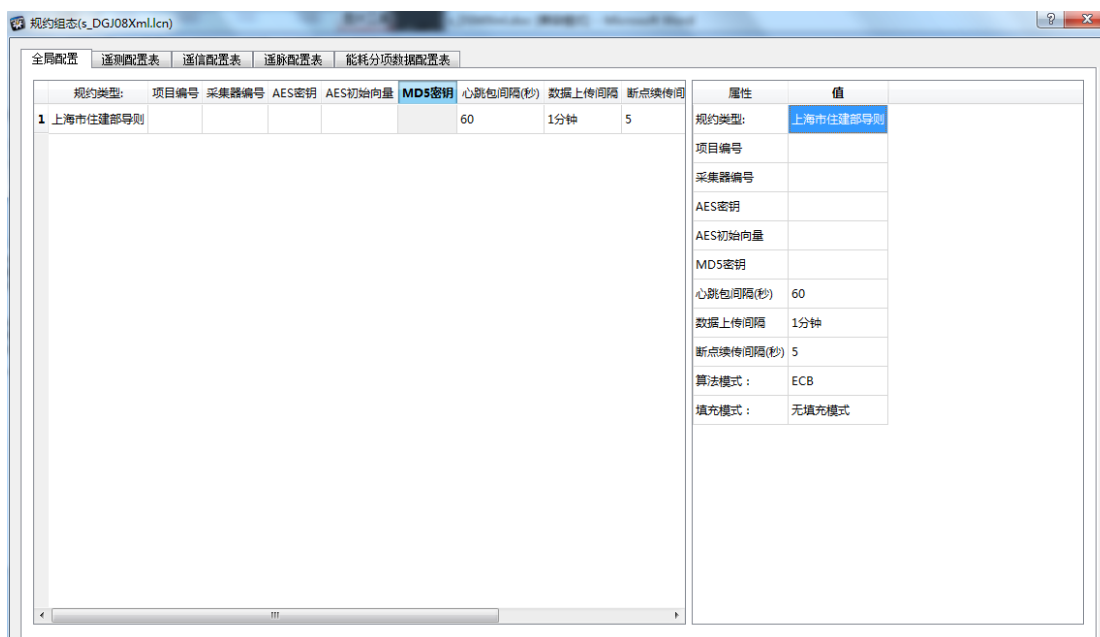 规约组态(s_DGJ08Xml.lcn)
全局配置 遥测配置表 遥信配置表 遥脉配置表 能耗分项数据配置表
规约类型: 项目编号 采集器编号 AES密钥 AES初始向量 MD5密钥 心跳包间隔(秒) 数据上传间隔 断点续传间
1 上海市住建部导则 60 1分钟 5
属性 值
规约类型: 上海市住建部导则
项目编号
采集器编号
AES密钥
AES初始向量
MD5密钥
心跳包间隔(秒) 60
数据上传间隔 1分钟
断点续传间隔(秒) 5
算法模式： ECB
填充模式： 无填充模式